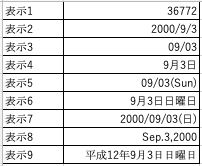 表示1 36772
表示2 2000/9/3
表示3 09/03
表示4 9月3日
表示5 09/03(Sun)
表示6 9月3日日曜日
表示7 2000/09/03(日)
表示8 Sep.3,2000
表示9 平成12年9月3日日曜日